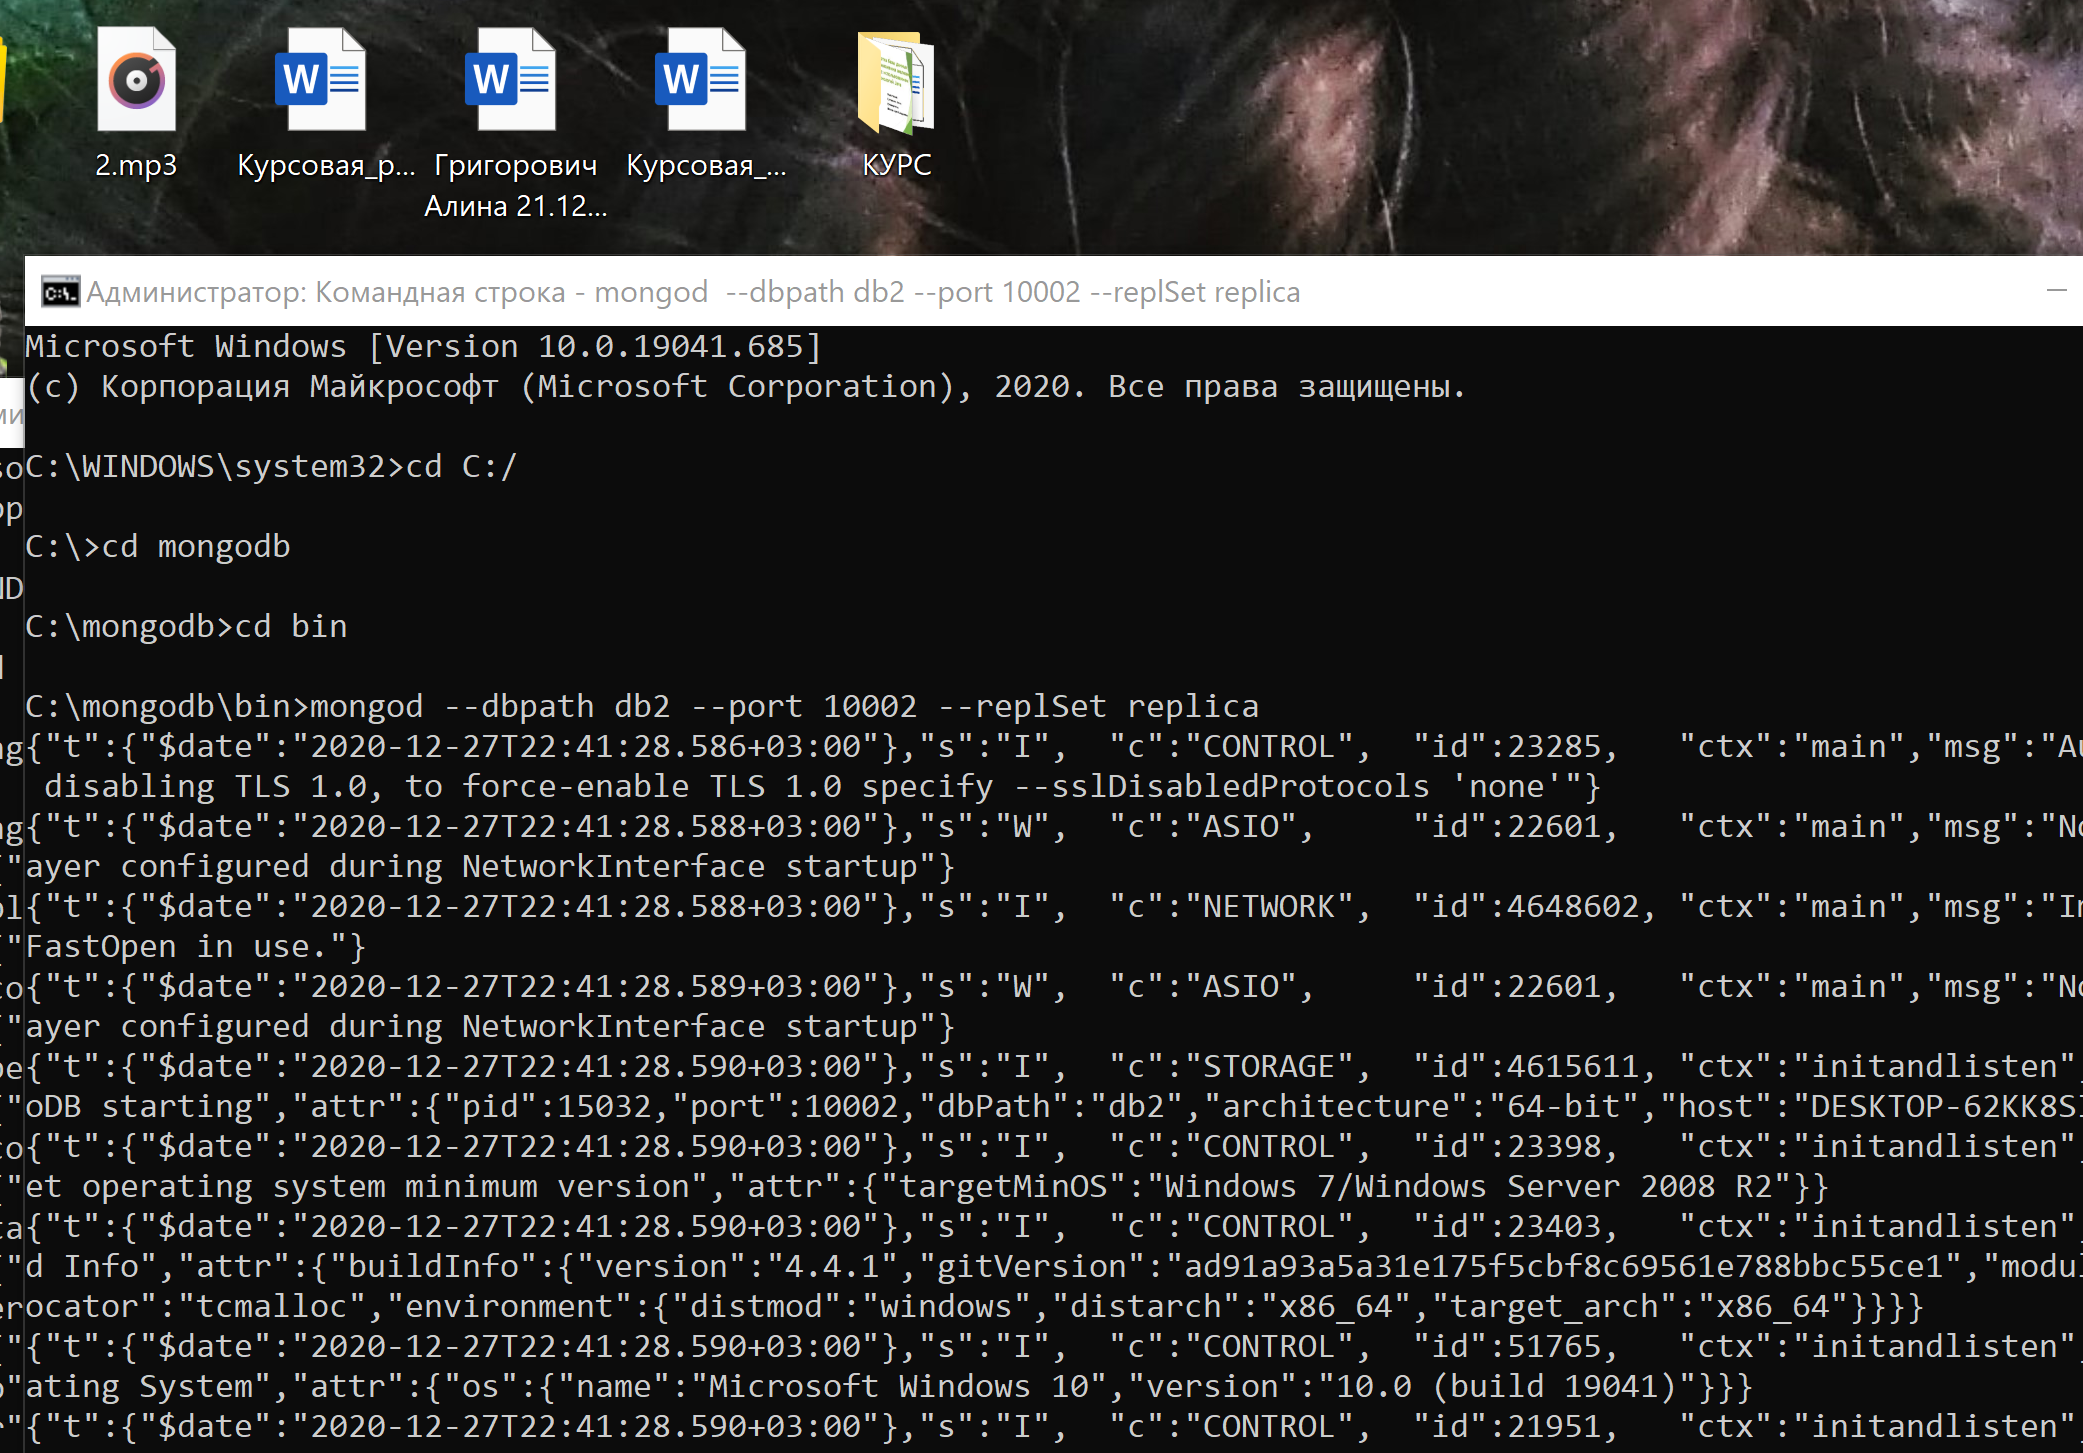 2.mp3
Курсовая_р...
Григорович
Алина 21.12...
Курсовая_...
КУРС
Администратор: Командная строка - mongod --dbpath db2 --port 10002 --replSet replica
Microsoft Windows [Version 10.0.19041.685]
(c) Корпорация Майкрософт (Microsoft Corporation), 2020. Все права защищены.
C:\WINDOWS\system32>cd C:/
C:\>cd mongodb
C:\mongodb>cd bin
C:\mongodb\bin>mongod --dbpath db2 --port 10002 --replSet replica
{"t":{"$date":"2020-12-27T22:41:28.586+03:00"},"s":"I", "c":"CONTROL", "id":23285, "ctx":"main","msg":"Au
disabling TLS 1.0, to force-enable TLS 1.0 specify --sslDisabledProtocols 'none'"}
{"t":{"$date":"2020-12-27T22:41:28.588+03:00"},"s":"W", "c":"ASIO", "id":22601, "ctx":"main","msg":"No
ayer configured during NetworkInterface startup"}
{"t":{"$date":"2020-12-27T22:41:28.588+03:00"},"s":"I", "c":"NETWORK", "id":4648602, "ctx":"main","msg":"Im
FastOpen in use."}
{"t":{"$date":"2020-12-27T22:41:28.589+03:00"},"s":"W", "c":"ASIO", "id":22601, "ctx":"main","msg":"No
ayer configured during NetworkInterface startup"}
{"t":{"$date":"2020-12-27T22:41:28.590+03:00"},"s":"I", "c":"STORAGE", "id":4615611, "ctx":"initandlisten",
oDB starting","attr":{"pid":15032,"port":10002,"dbPath":"db2","architecture":"64-bit","host":"DESKTOP-62KK8SI
{"t":{"$date":"2020-12-27T22:41:28.590+03:00"},"s":"I", "c":"CONTROL", "id":23398, "ctx":"initandlisten",
et operating system minimum version","attr":{"targetMinOS":"Windows 7/Windows Server 2008 R2"}}
{"t":{"$date":"2020-12-27T22:41:28.590+03:00"},"s":"I", "c":"CONTROL", "id":23403, "ctx":"initandlisten",
d Info","attr":{"buildInfo":{"version":"4.4.1","gitVersion":"ad91a93a5a31e175f5cbf8c69561e788bbc55ce1","modul
ocator":"tcmalloc","environment":{"distmod":"windows","distarch":"x86_64","target_arch":"x86_64"}}}}
{"t":{"$date":"2020-12-27T22:41:28.590+03:00"},"s":"I", "c":"CONTROL", "id":51765, "ctx":"initandlisten",
ating System","attr":{"os":{"name":"Microsoft Windows 10","version":"10.0 (build 19041)"}}}
{"t":{"$date":"2020-12-27T22:41:28.590+03:00"},"s":"I", "c":"CONTROL", "id":21951, "ctx":"initandlisten",